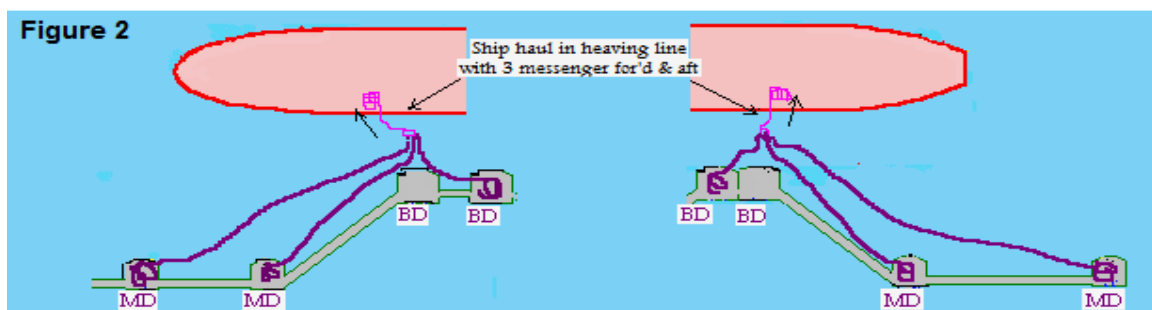 Figure 2
Ship haul in heaving line
with 3 messenger for'd & aft
BD
BD
BD
BD
MD
MD
MD
MD